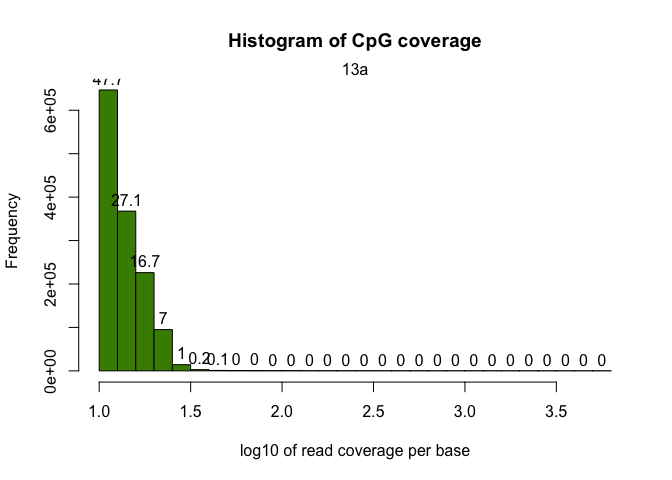 Histogram of CpG coverage
13a
47.7
27.1
16.7
7
1
0.2
0.1
0 0 0 0 0 0 0 0 0 0 0 0 0 0 0 0 0 0 0 0 0
Frequency
6e+05
4e+05
2e+05
0e+00
1.0 1.5 2.0 2.5 3.0 3.5
log10 of read coverage per base